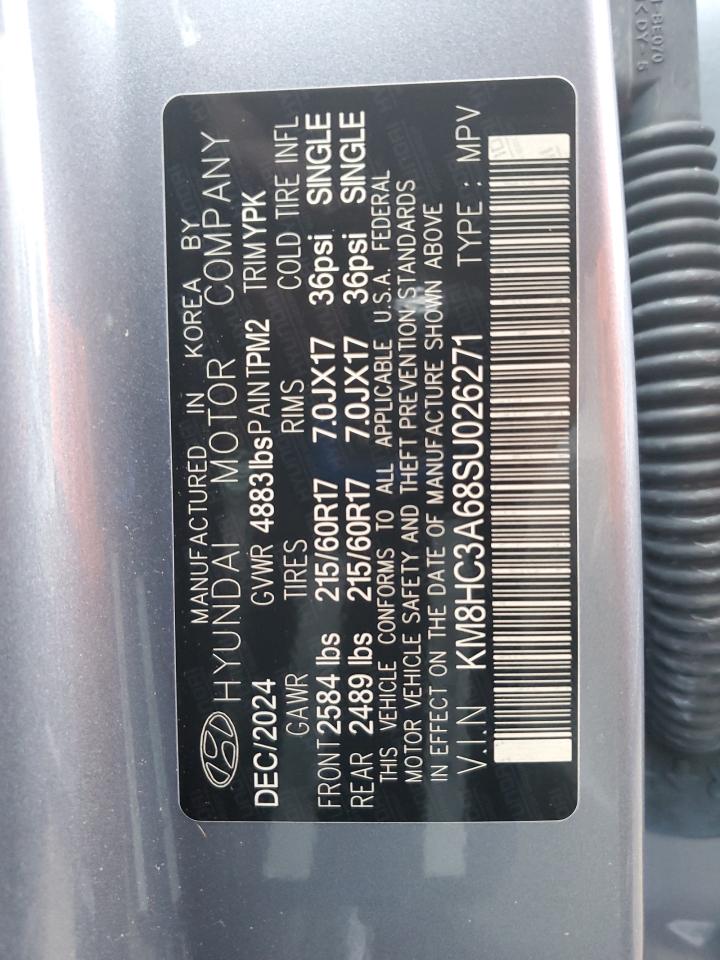 MANUFACTURED IN KOREA BY
HYUNDAI MOTOR COMPANY
DEC/2024 GVWR 4883lbs PAINT PM2 TRIM YPK
GAWR TIRES RIMS COLD TIRE INFL
FRONT 2584 lbs 215/60R17 7.0JX17 36psi SINGLE
REAR 2489 lbs 215/60R17 7.0JX17 36psi SINGLE
THIS VEHICLE CONFORMS TO ALL APPLICABLE U.S.A. FEDERAL
MOTOR VEHICLE SAFETY AND THEFT PREVENTION STANDARDS
IN EFFECT ON THE DATE OF MANUFACTURE SHOWN ABOVE
V.I.N KM8HC3A68SU026271 TYPE : MPV